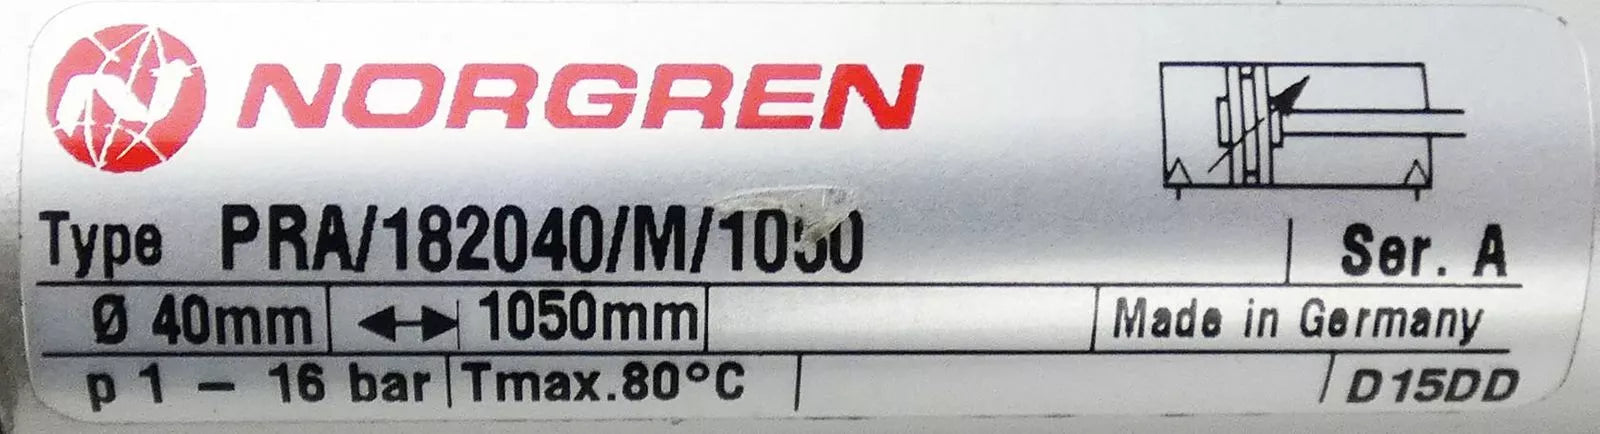 NORGREN
Type PRA/182040/M/1050 Ser. A
Ø 40mm 1050mm Made in Germany
p 1 - 16 bar Tmax.80°C D15DD